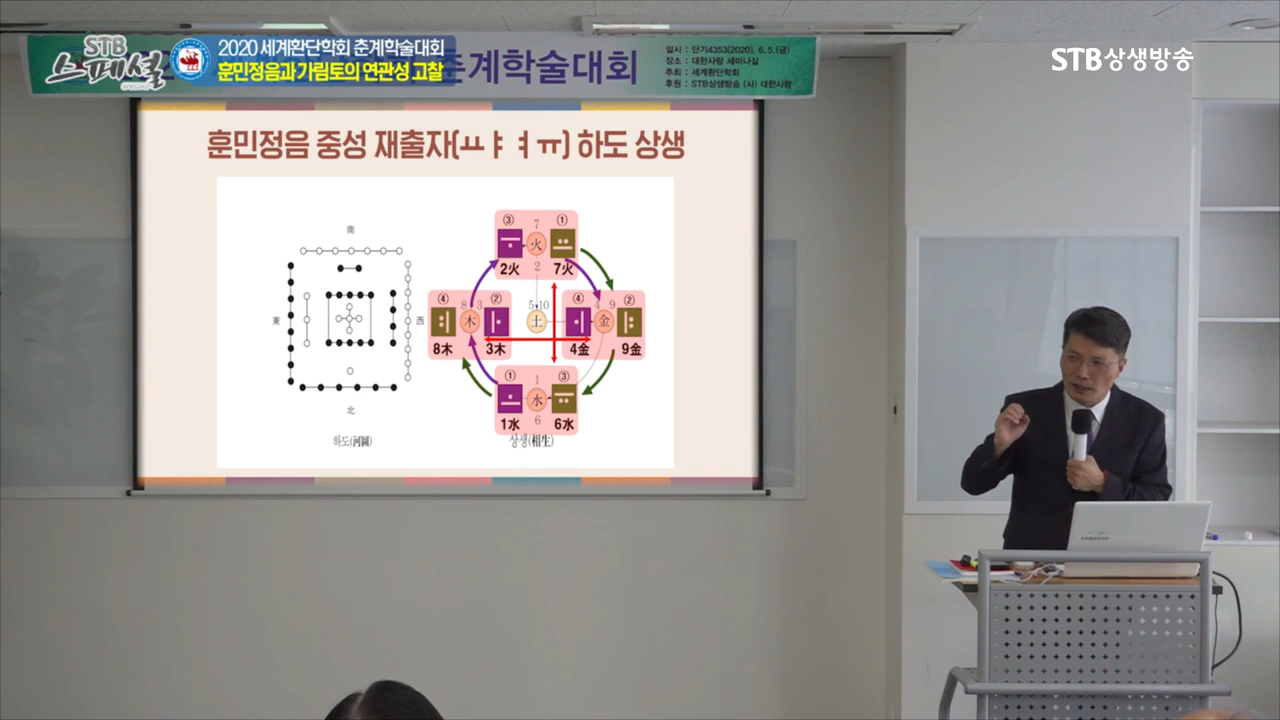 STB
스페셜
SPECIAL
2020 세계환단학회 춘계학술대회
훈민정음과 가림토의 연관성 고찰
춘계학술대회
일시 : 단기4353(2020). 6. 5.(금)
장소 : 대한사랑 세미나실
주최 : 세계환단학회
후원 : STB상생방송 (사) 대한사랑
STB상생방송
훈민정음 중성 재출자(ㅛㅑㅕㅠ) 하도 상생
南
東
西
北
하도(河圖)
③ 7 ①
火
2火 2 7火
④ 8 3 ②
木
8木 3木
5 10
土
④ 4 9 ②
金
4金 9金
① 1 ③
水
1水 6 6水
상생(相生)
SAMSUNG